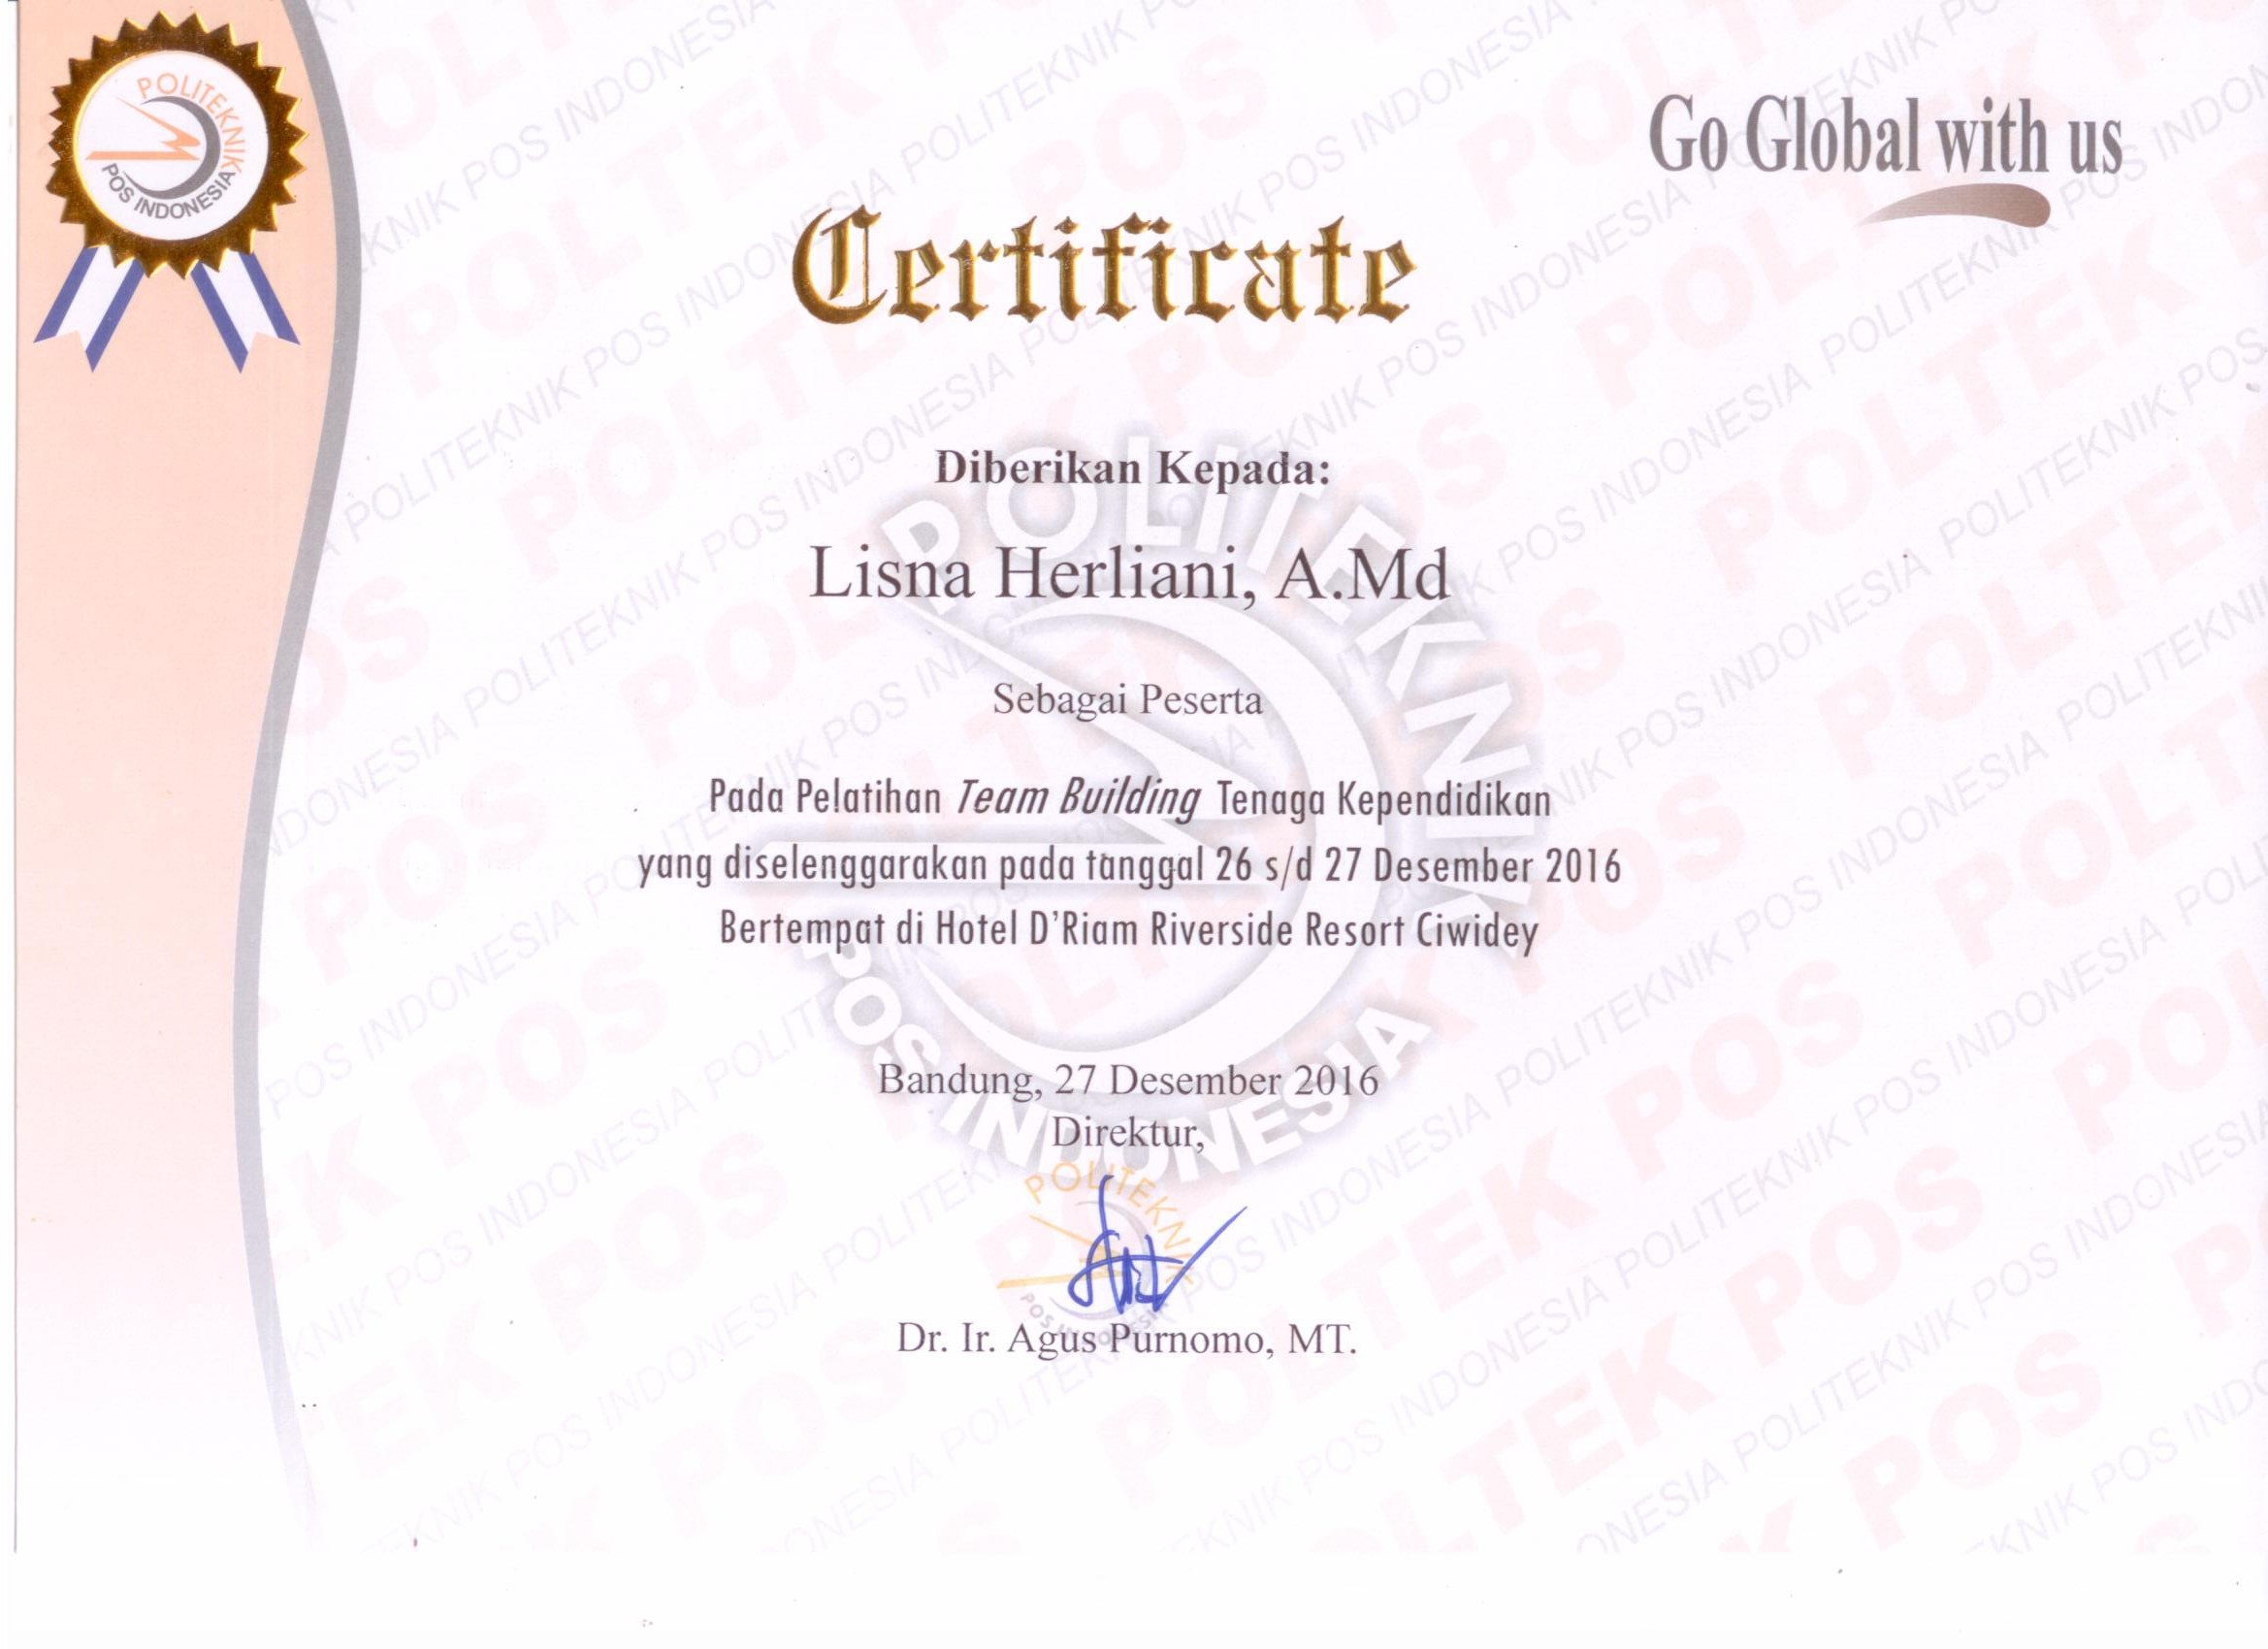 POLITEKNIK
POS INDONESIA
Go Global with us
Certificate
Diberikan Kepada:
Lisna Herliani, A.Md
Sebagai Peserta
Pada Pelatihan Team Building Tenaga Kependidikan
yang diselenggarakan pada tanggal 26 s/d 27 Desember 2016
Bertempat di Hotel D'Riam Riverside Resort Ciwidey
Bandung, 27 Desember 2016
Direktur,
POLITEKNIK
POS INDONESIA
Dr. Ir. Agus Purnomo, MT.